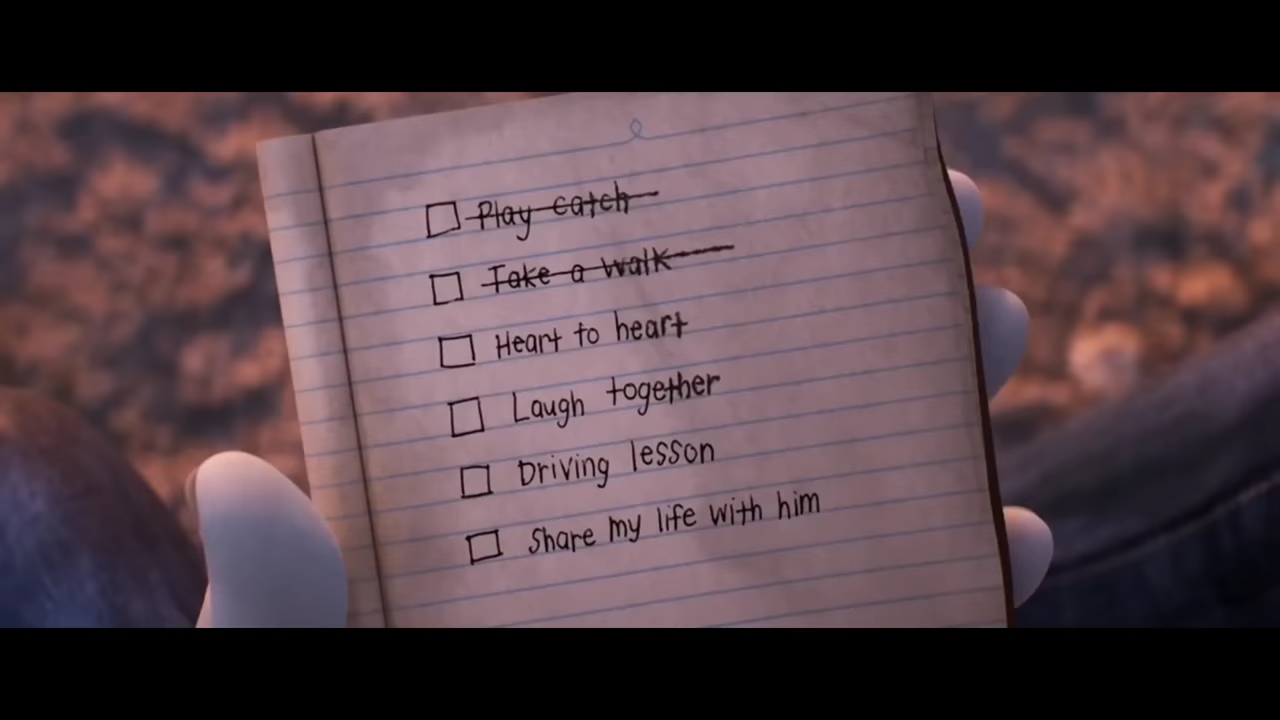 Play catch
Take a walk
Heart to heart
Laugh together
Driving lesson
Share my life with him